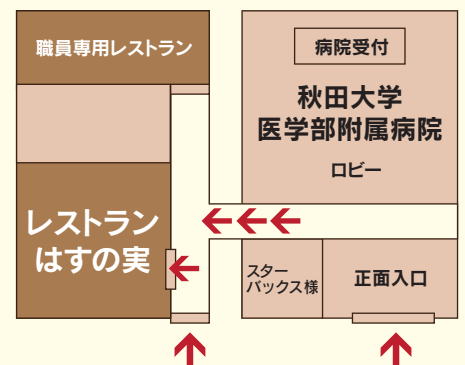 職員専用レストラン
病院受付
秋田大学
医学部附属病院
ロビー
レストラン
はすの実
スター
バックス様
正面入口